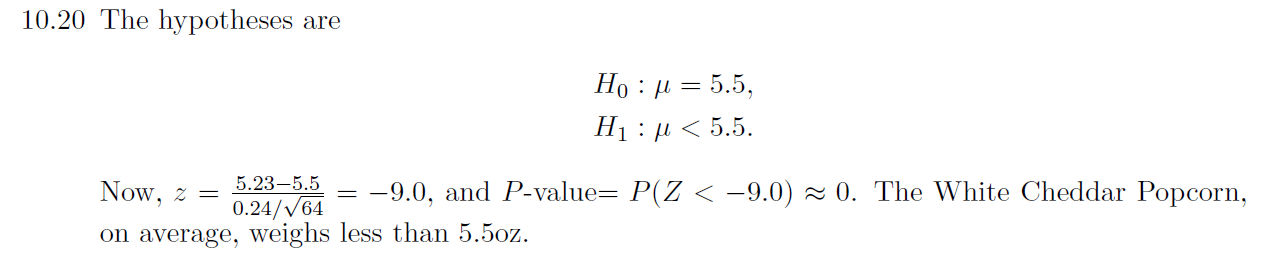 10.20 The hypotheses are
H₀ : μ = 5.5,
H₁ : μ < 5.5.
Now, z = (5.23−5.5)/(0.24/√64) = −9.0, and P-value= P(Z < −9.0) ≈ 0. The White Cheddar Popcorn,
on average, weighs less than 5.5oz.